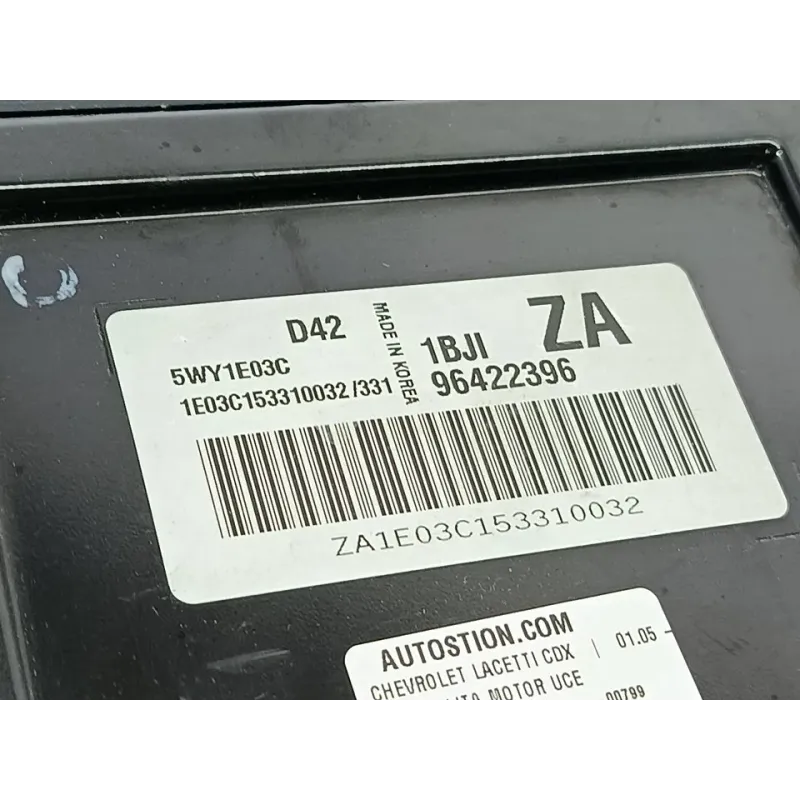 D42
5WY1E03C
1E03C153310032/331
MADE IN KOREA
1BJI ZA
96422396
ZA1E03C153310032
AUTOSTION.COM
CHEVROLET LACETTI CDX | 01.05 -
MOTOR UCE
00799